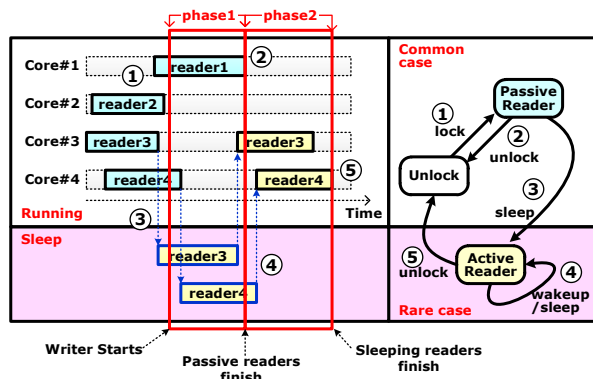 phase1 phase2
Core#1
Core#2
Core#3
Core#4
①
②
reader1
reader2
reader3
reader3
reader4
reader4
⑤
Time
Running
③
Sleep
reader3
④
reader4
Writer Starts
Passive readers
finish
Sleeping readers
finish
Common
case
Passive
Reader
①
lock
②
unlock
Unlock
③
sleep
⑤
unlock
Active
Reader
④
wakeup
/sleep
Rare case